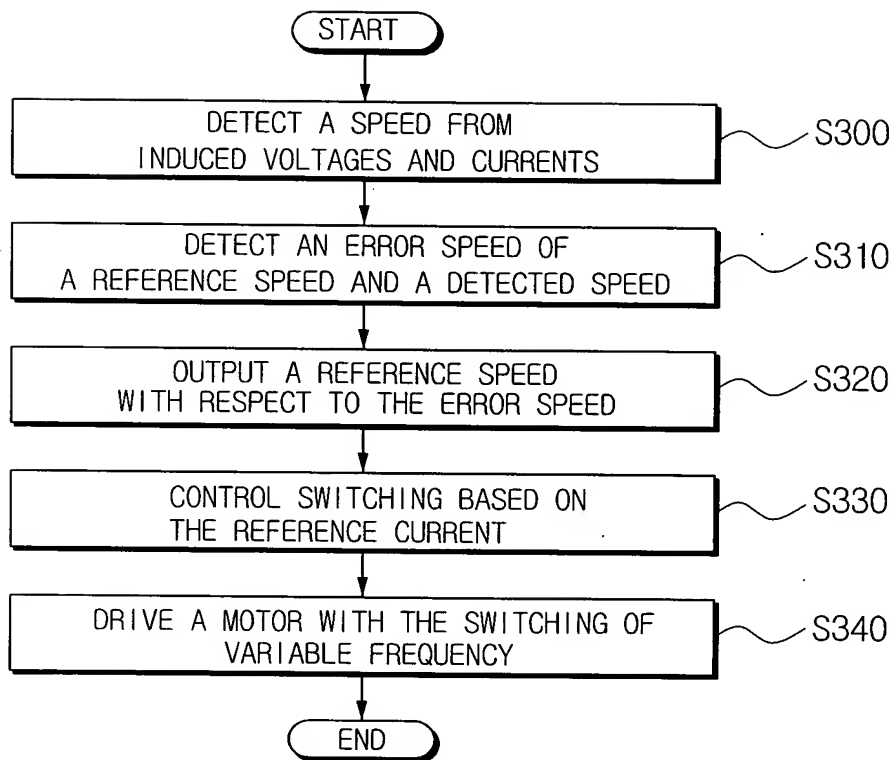 START
DETECT A SPEED FROM
INDUCED VOLTAGES AND CURRENTS
S300
DETECT AN ERROR SPEED OF
A REFERENCE SPEED AND A DETECTED SPEED
S310
OUTPUT A REFERENCE SPEED
WITH RESPECT TO THE ERROR SPEED
S320
CONTROL SWITCHING BASED ON
THE REFERENCE CURRENT
S330
DRIVE A MOTOR WITH THE SWITCHING OF
VARIABLE FREQUENCY
S340
END